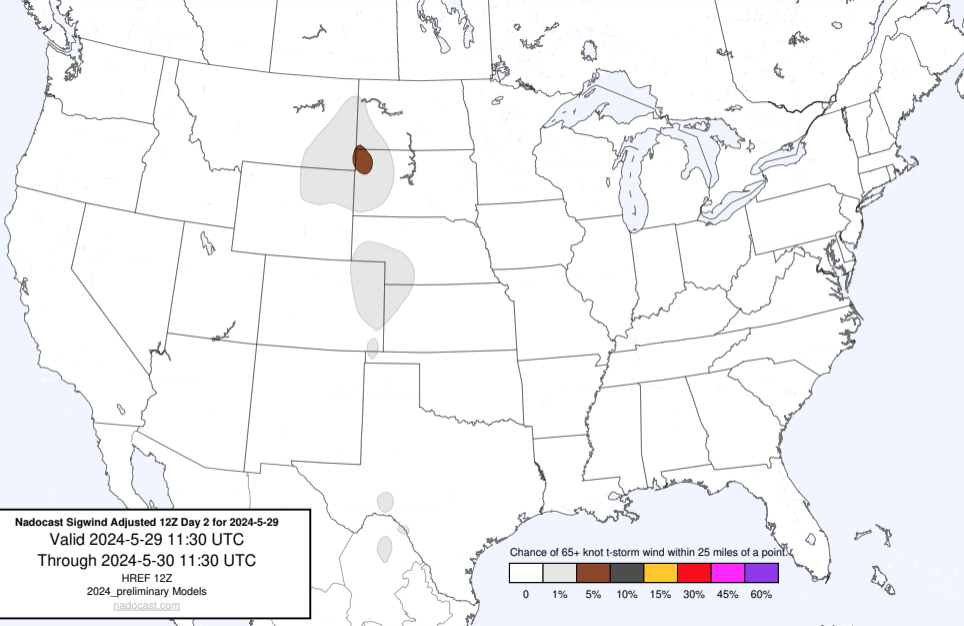 Nadocast Sigwind Adjusted 12Z Day 2 for 2024-5-29
Valid 2024-5-29 11:30 UTC
Through 2024-5-30 11:30 UTC
HREF 12Z
2024_preliminary Models
nadocast.com
Chance of 65+ knot t-storm wind within 25 miles of a point.
0 1% 5% 10% 15% 30% 45% 60%